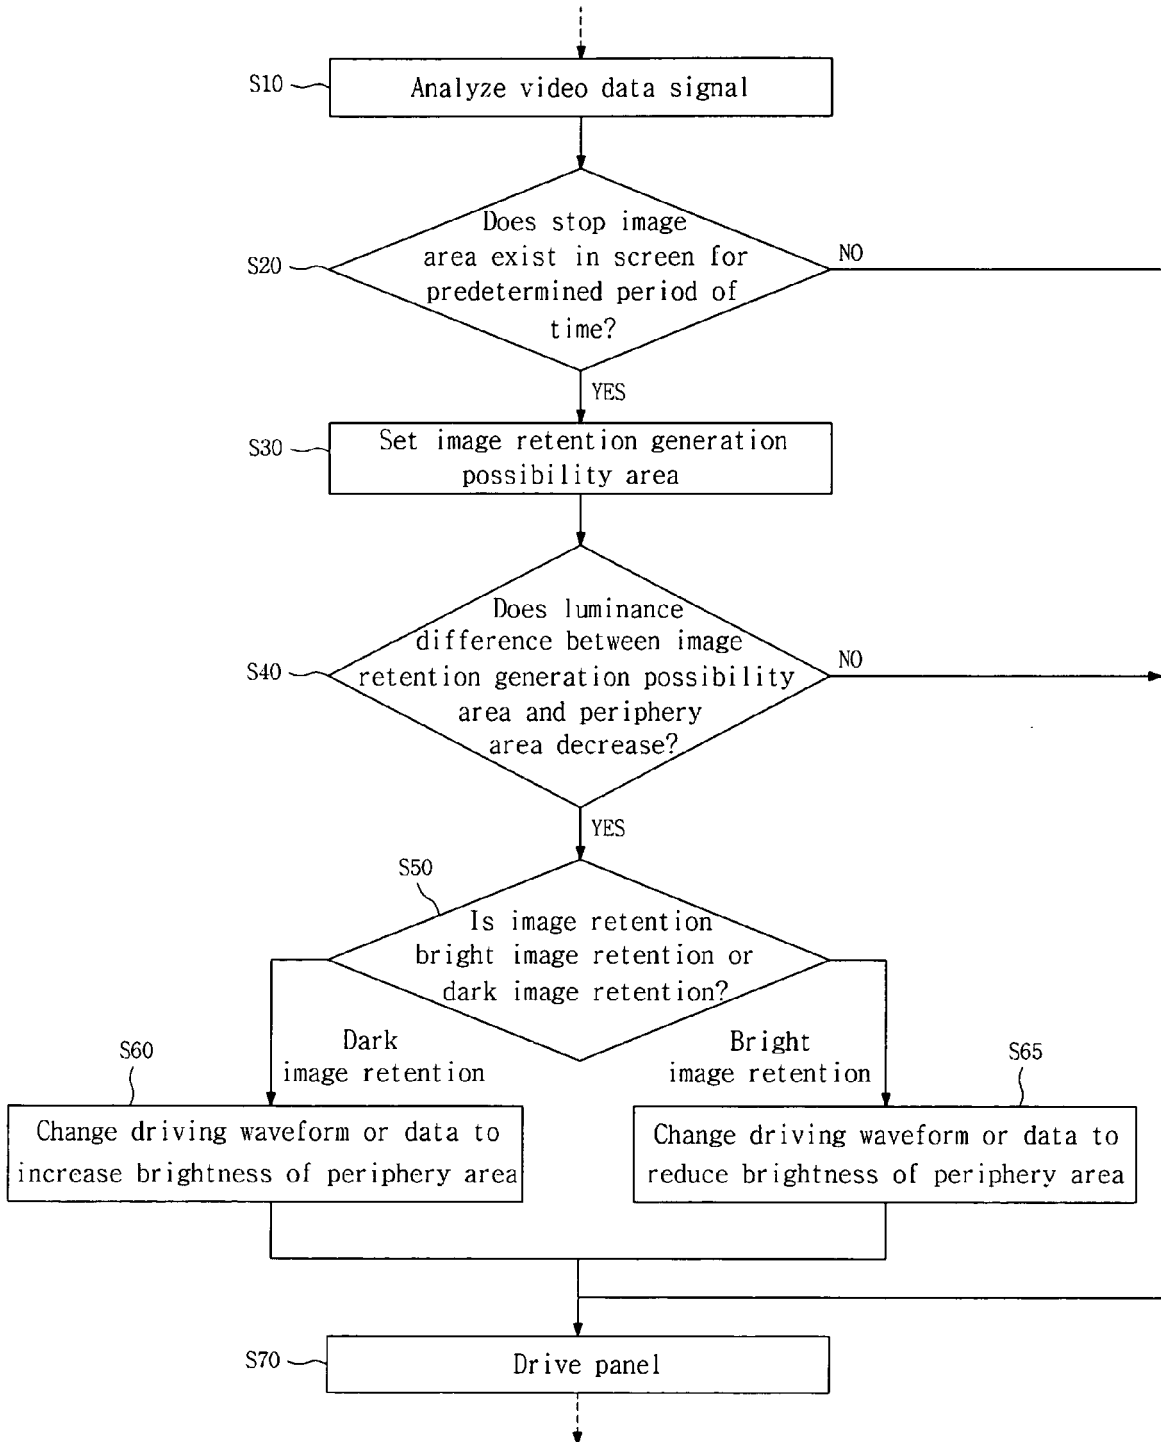 S10
Analyze video data signal
Does stop image
area exist in screen for
predetermined period of
time?
S20
NO
YES
S30
Set image retention generation
possibility area
Does luminance
difference between image
retention generation possibility
area and periphery
area decrease?
S40
NO
YES
S50
Is image retention
bright image retention or
dark image retention?
Dark
image retention
Bright
image retention
S60
S65
Change driving waveform or data to
increase brightness of periphery area
Change driving waveform or data to
reduce brightness of periphery area
S70
Drive panel